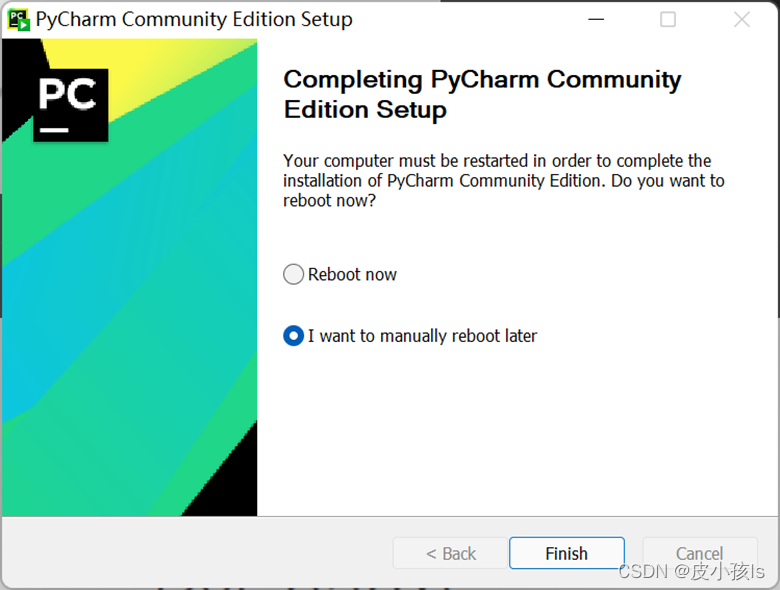 PyCharm Community Edition Setup
PC
Completing PyCharm Community
Edition Setup
Your computer must be restarted in order to complete the
installation of PyCharm Community Edition. Do you want to
reboot now?
Reboot now
I want to manually reboot later
< Back
Finish
Cancel
CSDN @皮小孩ls